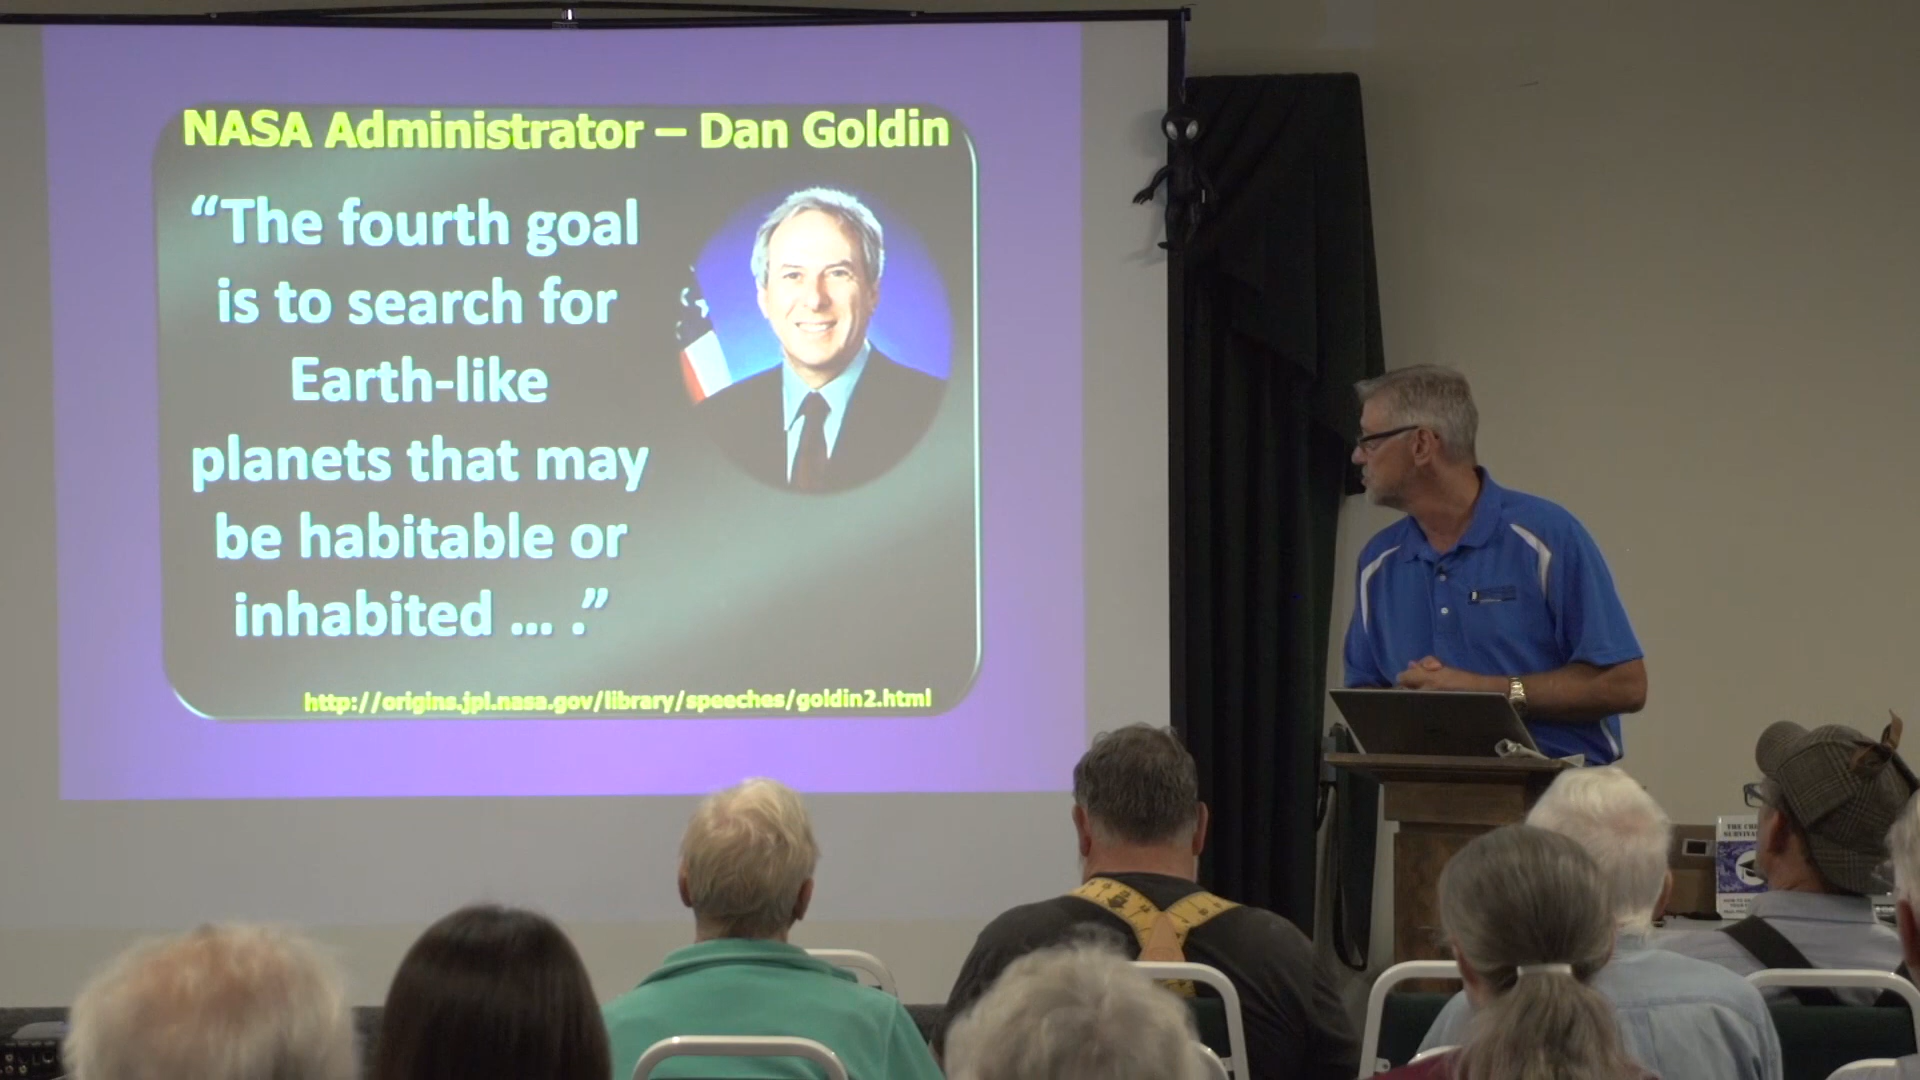 NASA Administrator – Dan Goldin
“The fourth goal
is to search for
Earth-like
planets that may
be habitable or
inhabited ... .”
http://origins.jpl.nasa.gov/library/speeches/goldin2.html